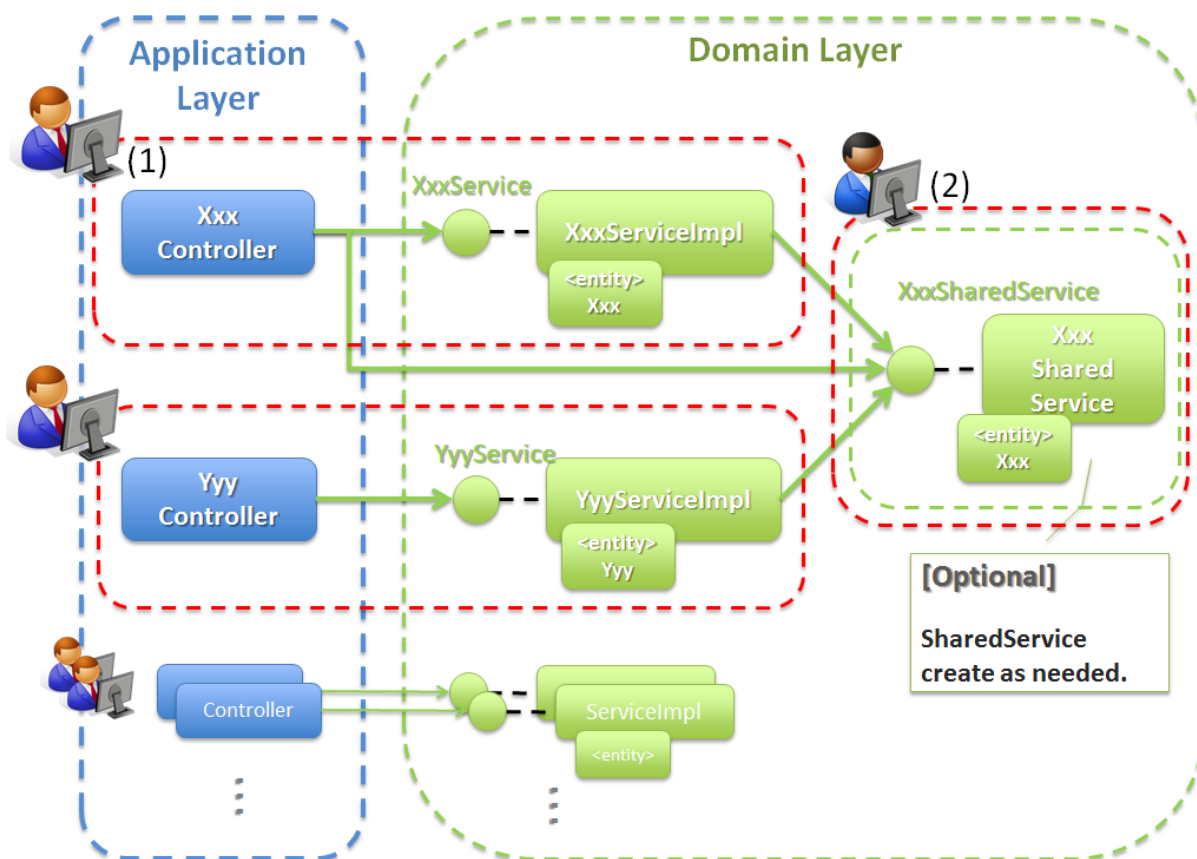 Application
Layer
Domain Layer
(1)
Xxx
Controller
XxxService
XxxServiceImpl
<entity>
Xxx
(2)
XxxSharedService
Xxx
Shared
Service
<entity>
Xxx
Yyy
Controller
YyyService
YyyServiceImpl
<entity>
Yyy
[Optional]
SharedService
create as needed.
Controller
ServiceImpl
<entity>